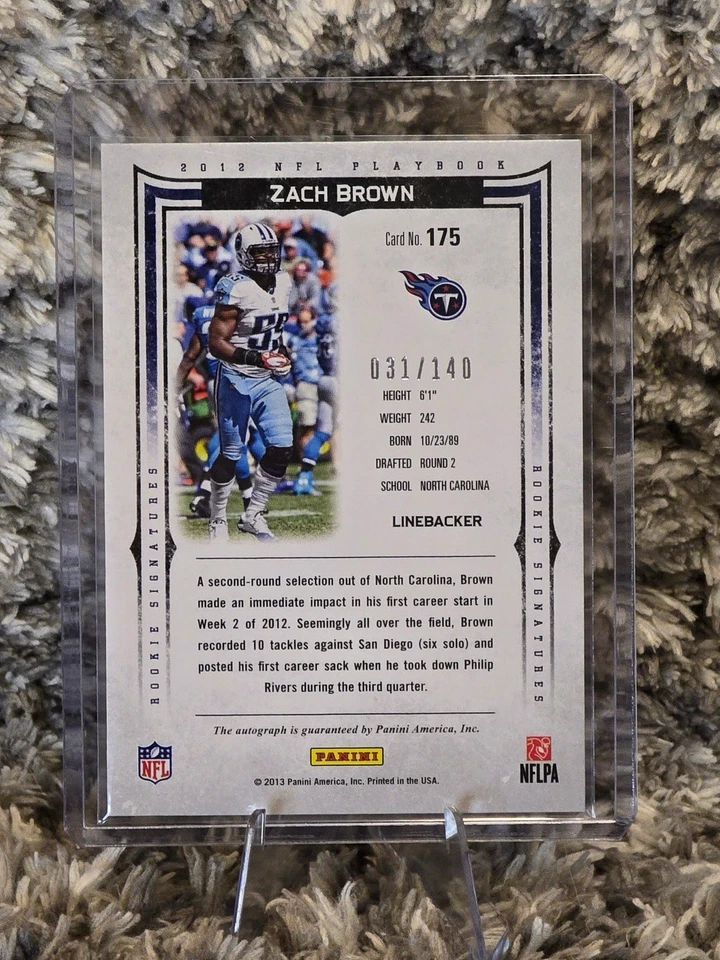 2012 NFL PLAYBOOK
ZACH BROWN
Card No. 175
T
55
031/140
HEIGHT 6'1"
WEIGHT 242
BORN 10/23/89
DRAFTED ROUND 2
SCHOOL NORTH CAROLINA
LINEBACKER
ROOKIE SIGNATURES
ROOKIE SIGNATURES
A second-round selection out of North Carolina, Brown
made an immediate impact in his first career start in
Week 2 of 2012. Seemingly all over the field, Brown
recorded 10 tackles against San Diego (six solo) and
posted his first career sack when he took down Philip
Rivers during the third quarter.
The autograph is guaranteed by Panini America, Inc.
NFL
PANINI
NFLPA
© 2013 Panini America, Inc. Printed in the USA.